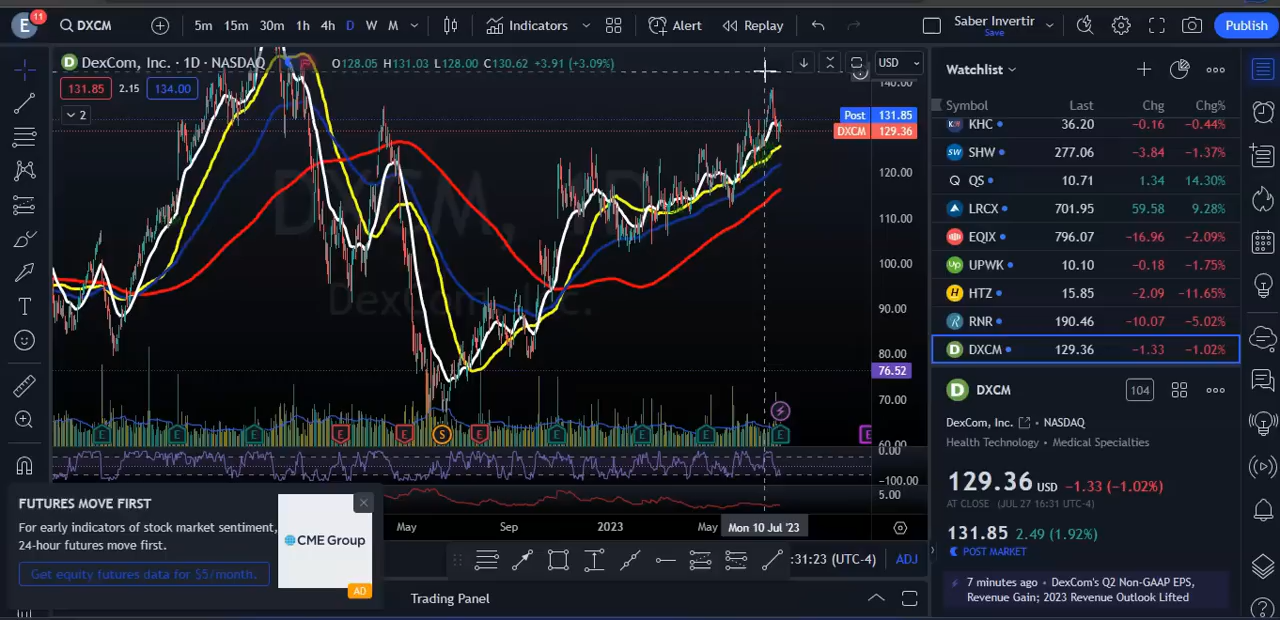 E 11 DXCM 5m 15m 30m 1h 4h D W M Indicators Alert Replay Saber Invertir Save Publish
D DexCom, Inc. · 1D · NASDAQ O128.05 H131.03 L128.00 C130.62 +3.91 (+3.09%) USD
131.85 2.15 134.00
2
DXCM, 1D
DexCom, Inc.
140.00
Post 131.85
DXCM 129.36
120.00
110.00
100.00
90.00
80.00
76.52
70.00
60.00
0.00
-100.00
5.00
E E E E E S E E E E E E
May Sep 2023 May Mon 10 Jul '23
FUTURES MOVE FIRST
For early indicators of stock market sentiment,
24-hour futures move first.
Get equity futures data for $5/month.
CME Group
AD
:31:23 (UTC-4) ADJ
Trading Panel
Watchlist
Symbol Last Chg Chg%
KHC 36.20 −0.16 −0.44%
SW SHW 277.06 −3.84 −1.37%
Q QS 10.71 1.34 14.30%
LRCX 701.95 59.58 9.28%
EQIX 796.07 −16.96 −2.09%
Up UPWK 10.10 −0.18 −1.75%
H HTZ 15.85 −2.09 −11.65%
RNR 190.46 −10.07 −5.02%
D DXCM 129.36 −1.33 −1.02%
D DXCM 104
DexCom, Inc. · NASDAQ
Health Technology · Medical Specialties
129.36 USD −1.33 (−1.02%)
AT CLOSE (JUL 27 16:31 UTC-4)
131.85 2.49 (1.92%)
POST MARKET
7 minutes ago · DexCom's Q2 Non-GAAP EPS,
Revenue Gain; 2023 Revenue Outlook Lifted